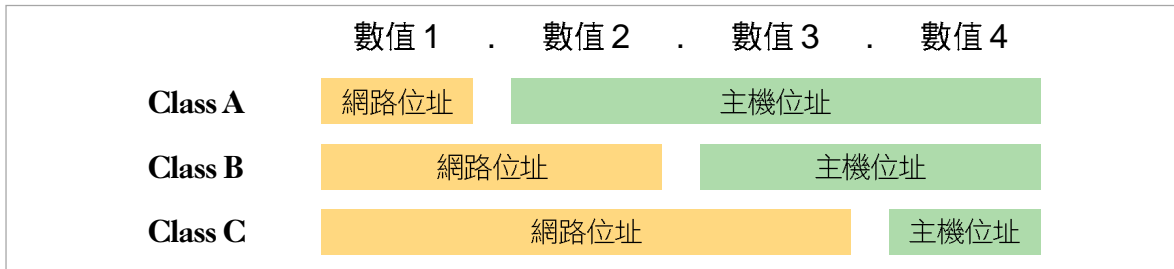 數值 1 . 數值 2 . 數值 3 . 數值 4
Class A 網路位址 主機位址
Class B 網路位址 主機位址
Class C 網路位址 主機位址